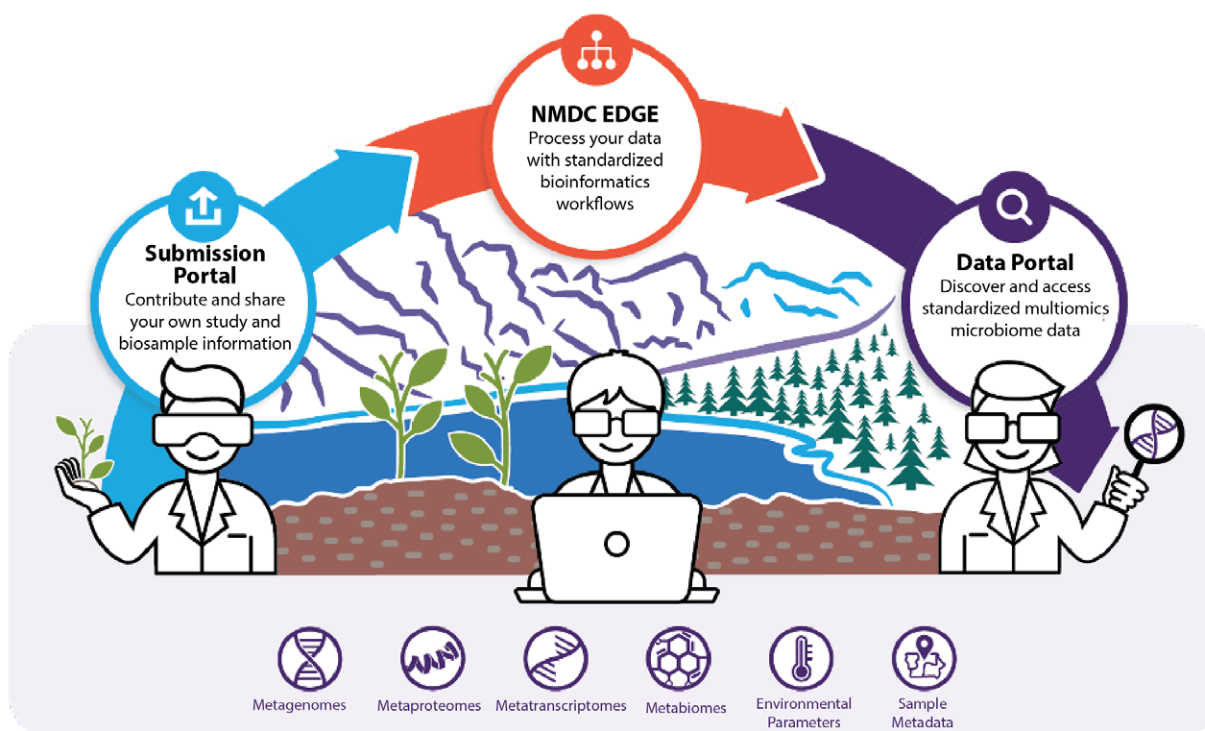 NMDC EDGE
Process your data
with standardized
bioinformatics
workflows
Submission
Portal
Contribute and share
your own study and
biosample information
Data Portal
Discover and access
standardized multiomics
microbiome data
Metagenomes
Metaproteomes
Metatranscriptomes
Metabiomes
Environmental
Parameters
Sample
Metadata